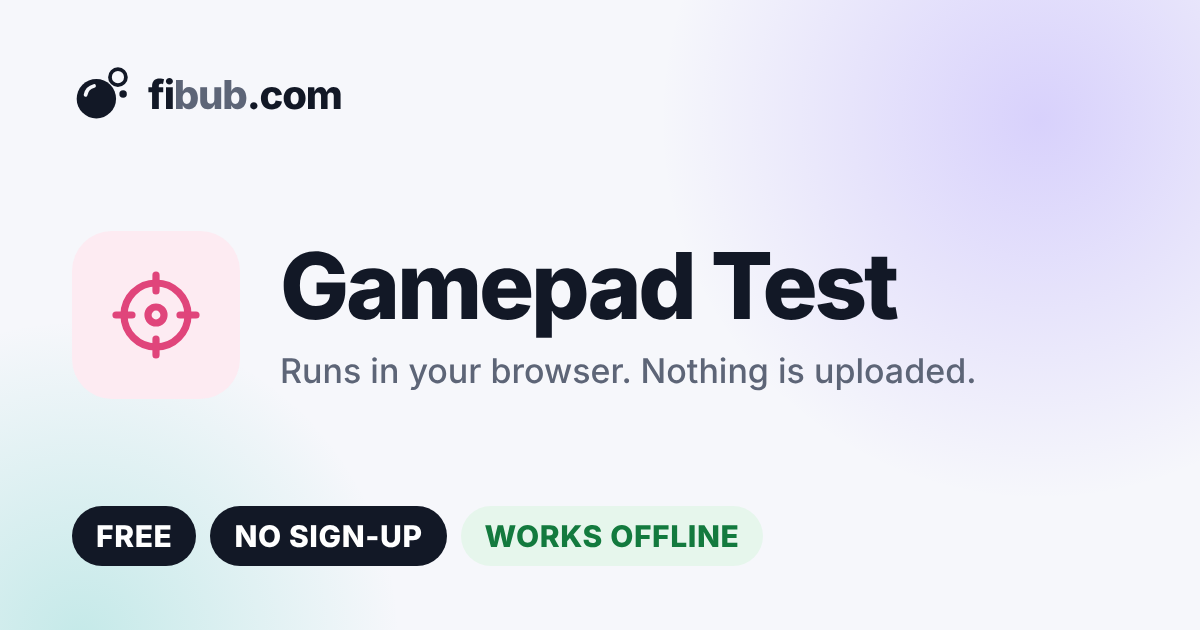 fibub.com
Gamepad Test
Runs in your browser. Nothing is uploaded.
FREE NO SIGN-UP WORKS OFFLINE